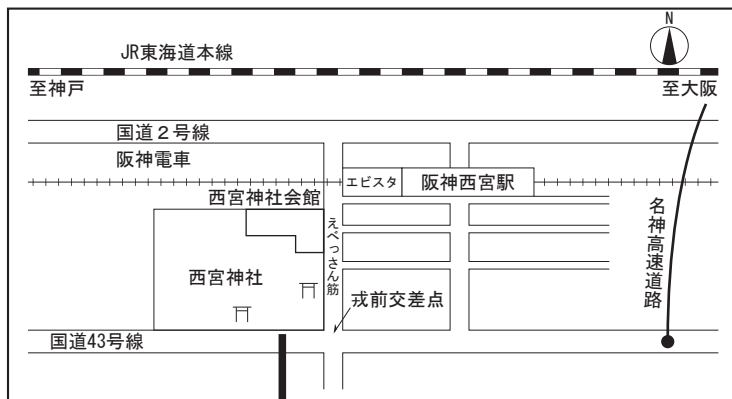 N
JR東海道本線
至神戸
至大阪
国道２号線
阪神電車
エビスタ
阪神西宮駅
西宮神社会館
えべっさん筋
名神高速道路
西宮神社
戎前交差点
国道43号線